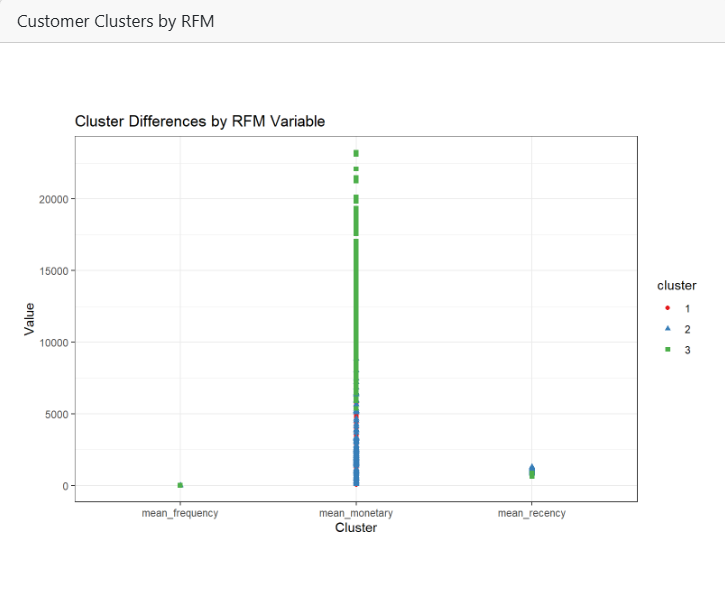 Customer Clusters by RFM
Cluster Differences by RFM Variable
20000
15000
10000
5000
0
Value
mean_frequency mean_monetary mean_recency
Cluster
cluster
1
2
3